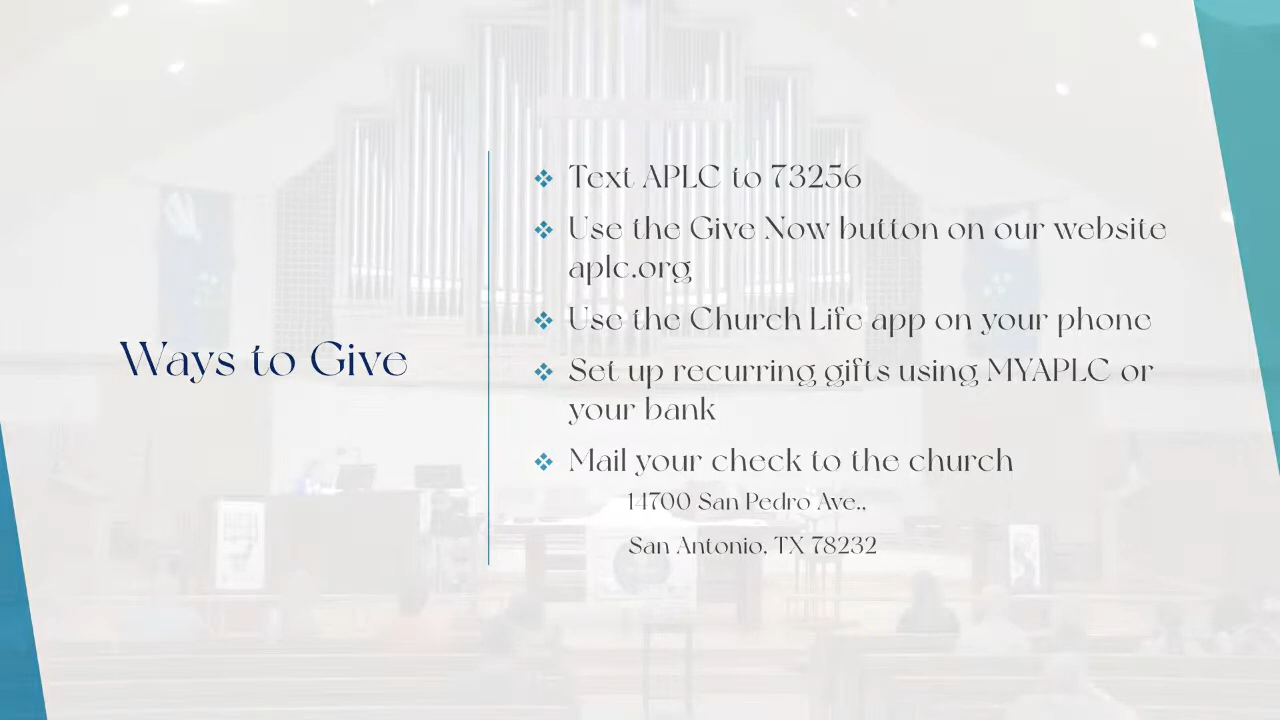 Ways to Give
Text APLC to 73256
Use the Give Now button on our website
aplc.org
Use the Church Life app on your phone
Set up recurring gifts using MYAPLC or
your bank
Mail your check to the church
14700 San Pedro Ave.,
San Antonio, TX 78232